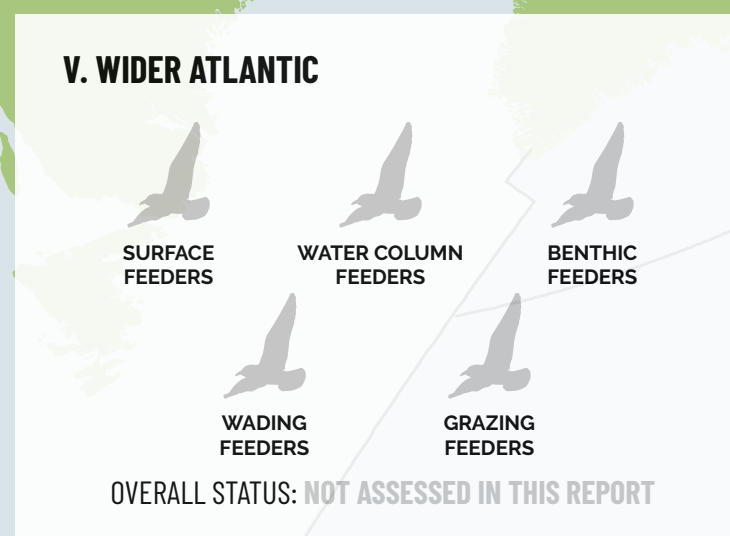 V. WIDER ATLANTIC
SURFACE
FEEDERS
WATER COLUMN
FEEDERS
BENTHIC
FEEDERS
WADING
FEEDERS
GRAZING
FEEDERS
OVERALL STATUS: NOT ASSESSED IN THIS REPORT